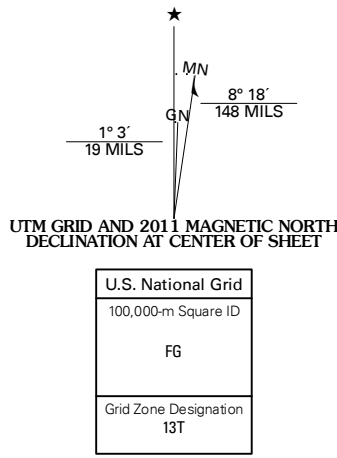 ★
MN
GN
8° 18´
148 MILS
1° 3´
19 MILS
UTM GRID AND 2011 MAGNETIC NORTH
DECLINATION AT CENTER OF SHEET
U.S. National Grid
100,000-m Square ID
FG
Grid Zone Designation
13T